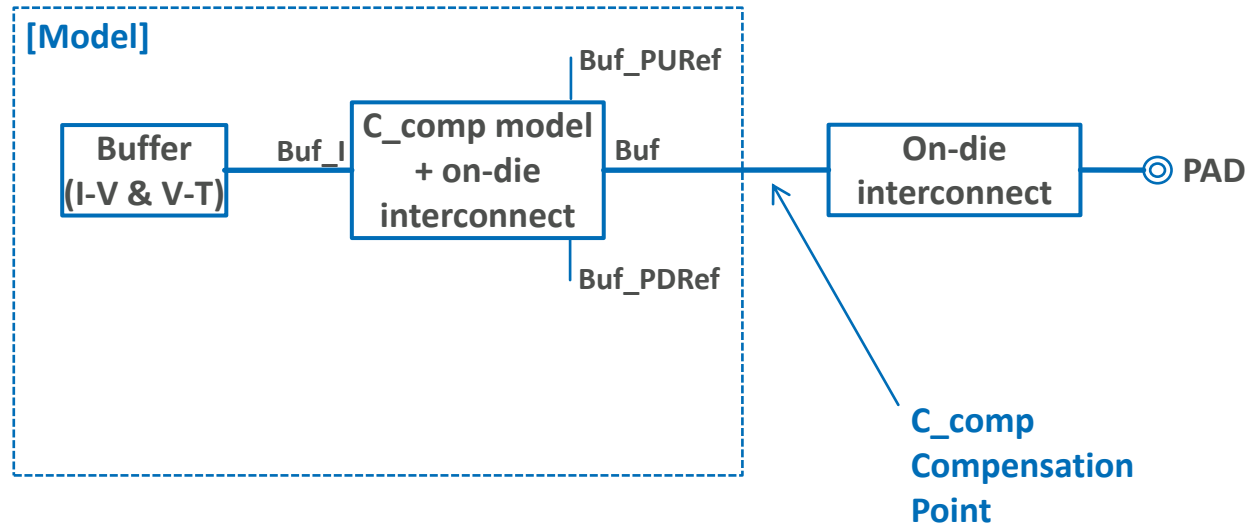 [Model]
Buf_PURef
Buffer
(I-V & V-T)
Buf_I
C_comp model
+ on-die
interconnect
Buf
On-die
interconnect
PAD
Buf_PDRef
C_comp
Compensation
Point